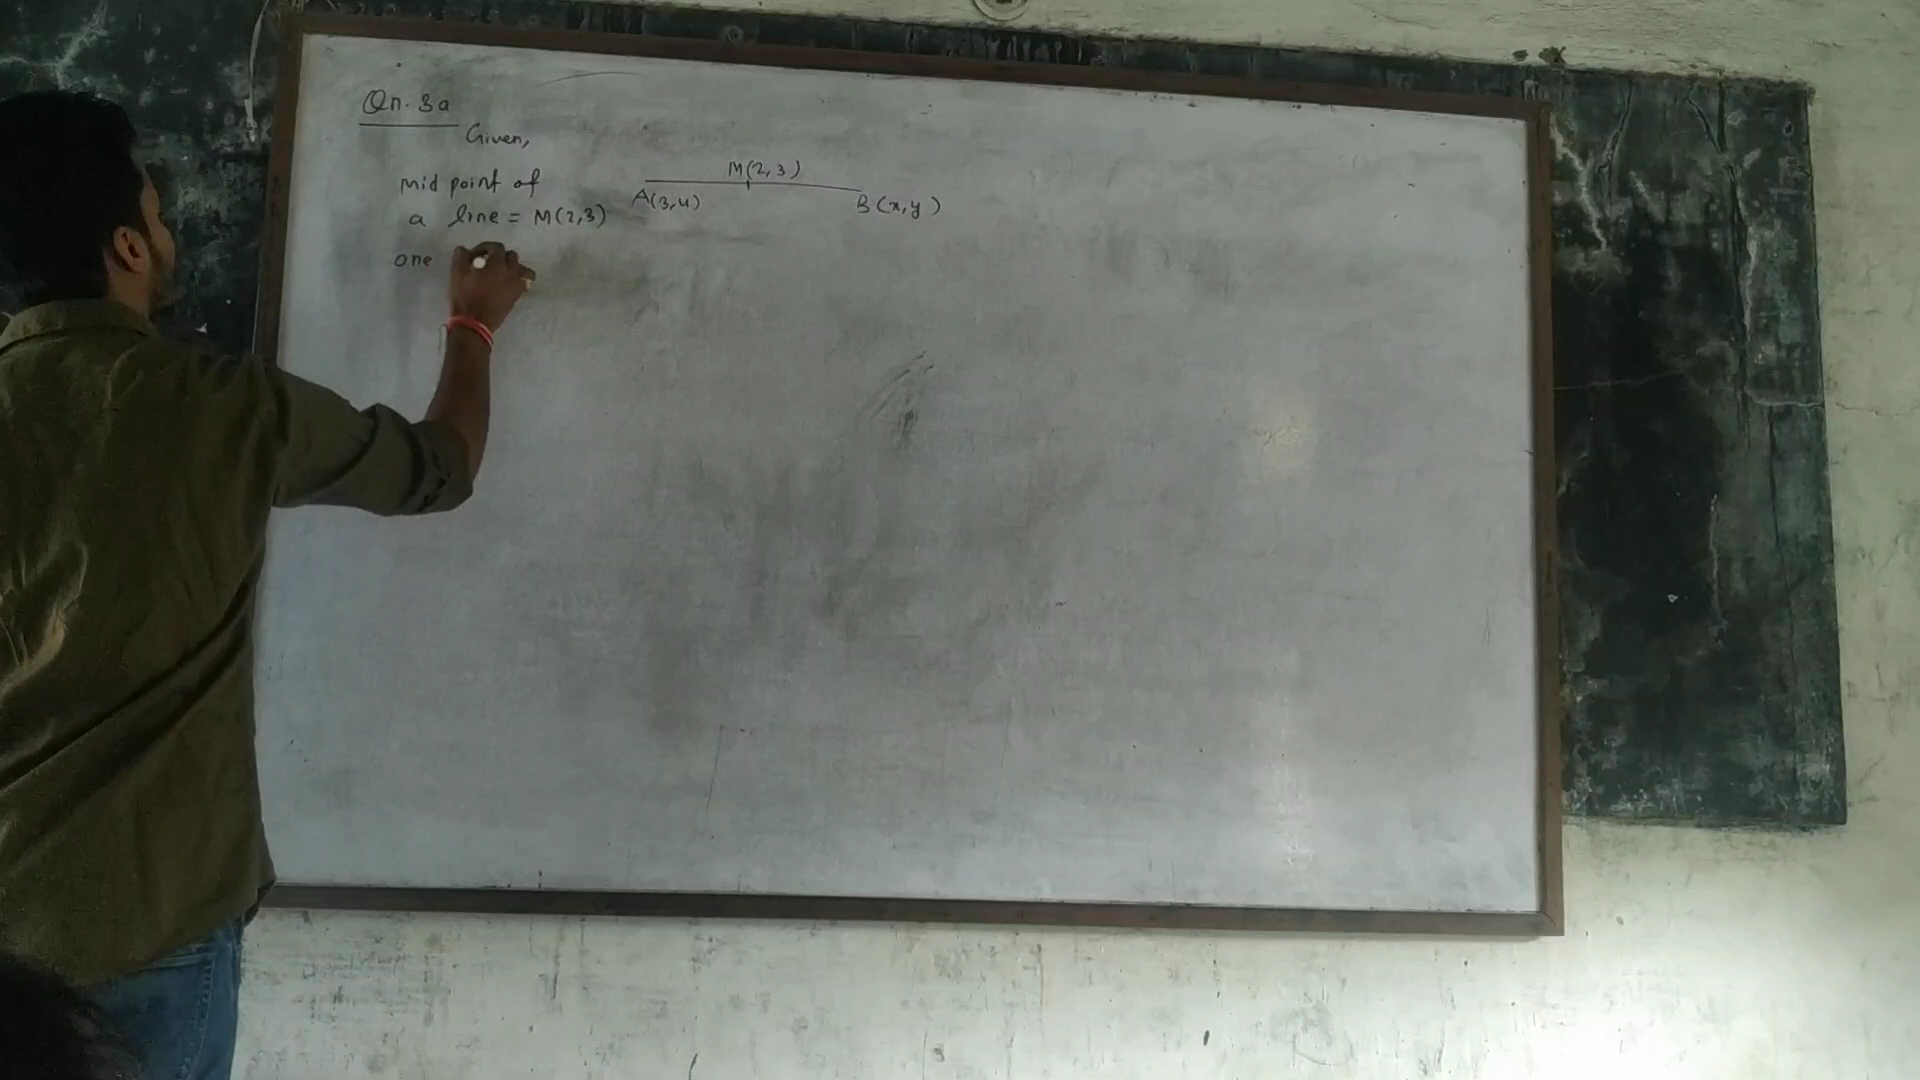 Qn. 3a
Given,
Mid point of
a line = M(2,3)
one
M(2,3)
A(3,4)
B(x,y)